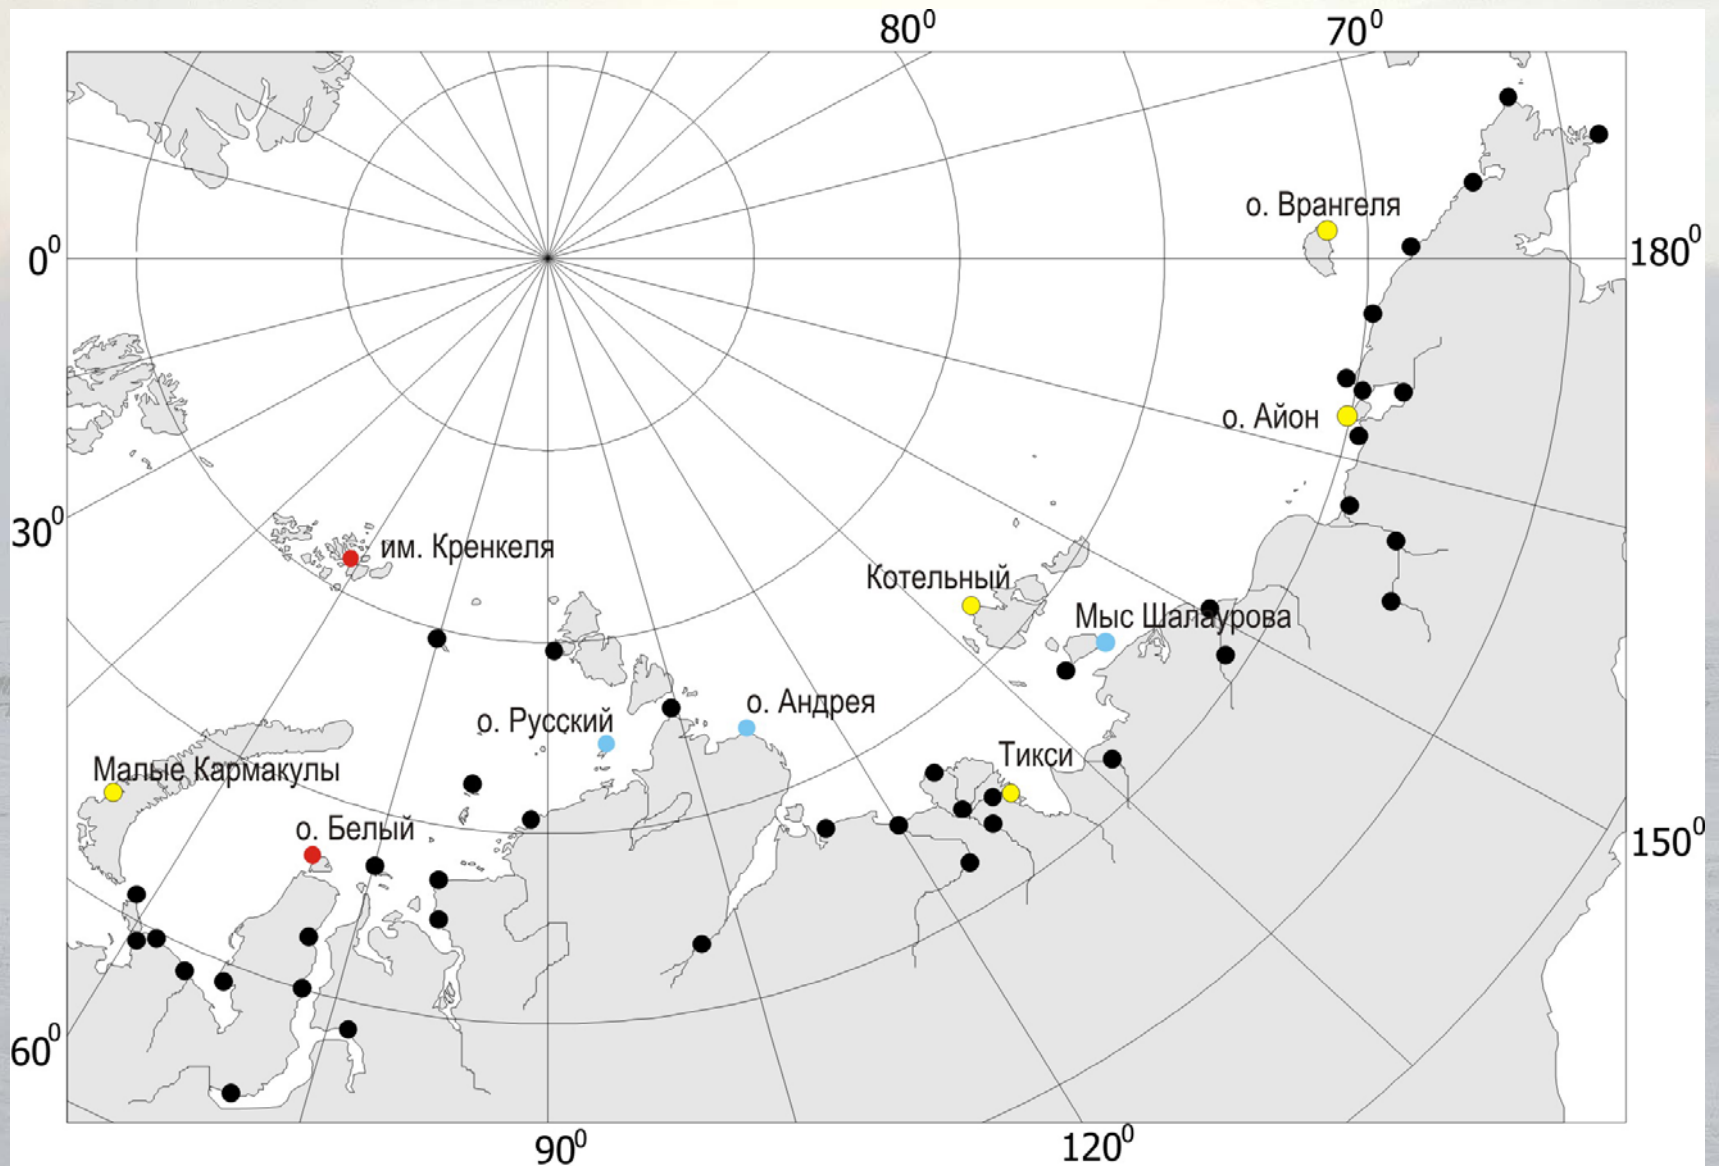 80⁰
70⁰
о. Врангеля
0⁰
180⁰
о. Айон
30⁰
им. Кренкеля
Котельный
Мыс Шалаурова
о. Андрея
о. Русский
Тикси
Малые Кармакулы
о. Белый
150⁰
60⁰
90⁰
120⁰